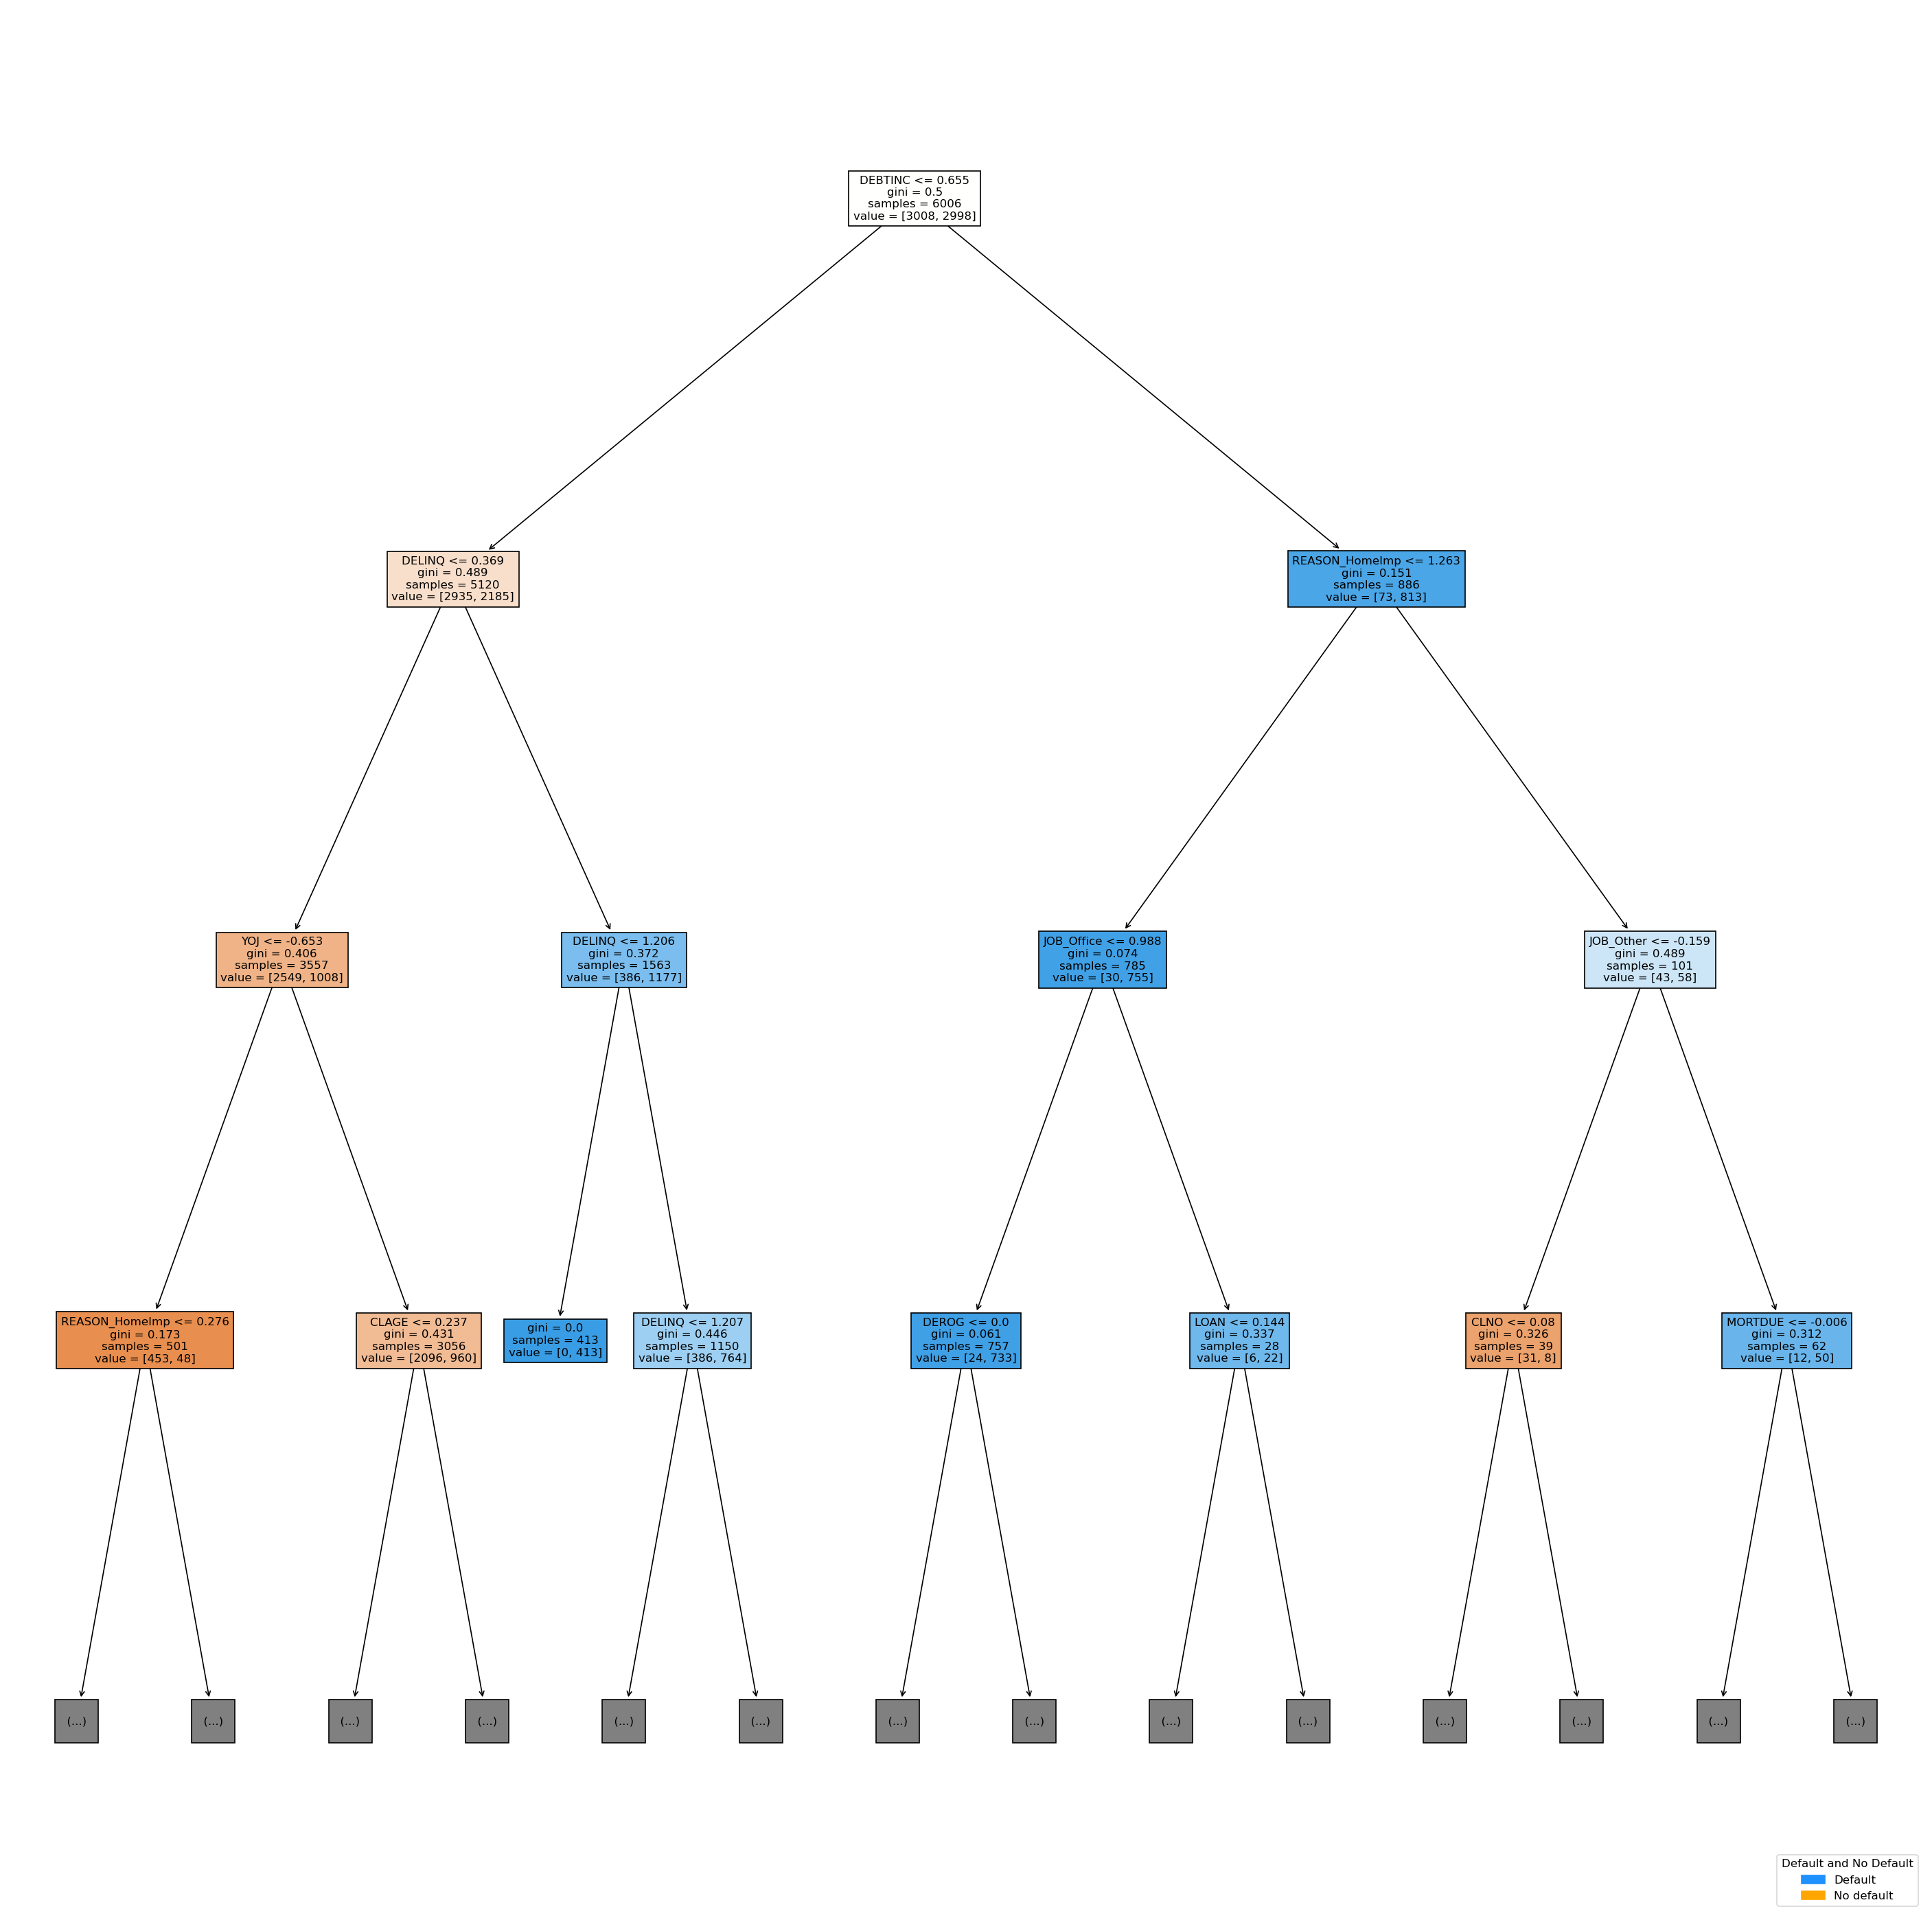 DEBTINC <= 0.655
gini = 0.5
samples = 6006
value = [3008, 2998]
DELINQ <= 0.369
gini = 0.489
samples = 5120
value = [2935, 2185]
REASON_HomeImp <= 1.263
gini = 0.151
samples = 886
value = [73, 813]
YOJ <= -0.653
gini = 0.406
samples = 3557
value = [2549, 1008]
DELINQ <= 1.206
gini = 0.372
samples = 1563
value = [386, 1177]
JOB_Office <= 0.988
gini = 0.074
samples = 785
value = [30, 755]
JOB_Other <= -0.159
gini = 0.489
samples = 101
value = [43, 58]
REASON_HomeImp <= 0.276
gini = 0.173
samples = 501
value = [453, 48]
CLAGE <= 0.237
gini = 0.431
samples = 3056
value = [2096, 960]
gini = 0.0
samples = 413
value = [0, 413]
DELINQ <= 1.207
gini = 0.446
samples = 1150
value = [386, 764]
DEROG <= 0.0
gini = 0.061
samples = 757
value = [24, 733]
LOAN <= 0.144
gini = 0.337
samples = 28
value = [6, 22]
CLNO <= 0.08
gini = 0.326
samples = 39
value = [31, 8]
MORTDUE <= -0.006
gini = 0.312
samples = 62
value = [12, 50]
(...)
(...)
(...)
(...)
(...)
(...)
(...)
(...)
(...)
(...)
(...)
(...)
(...)
(...)
Default and No Default
Default
No default